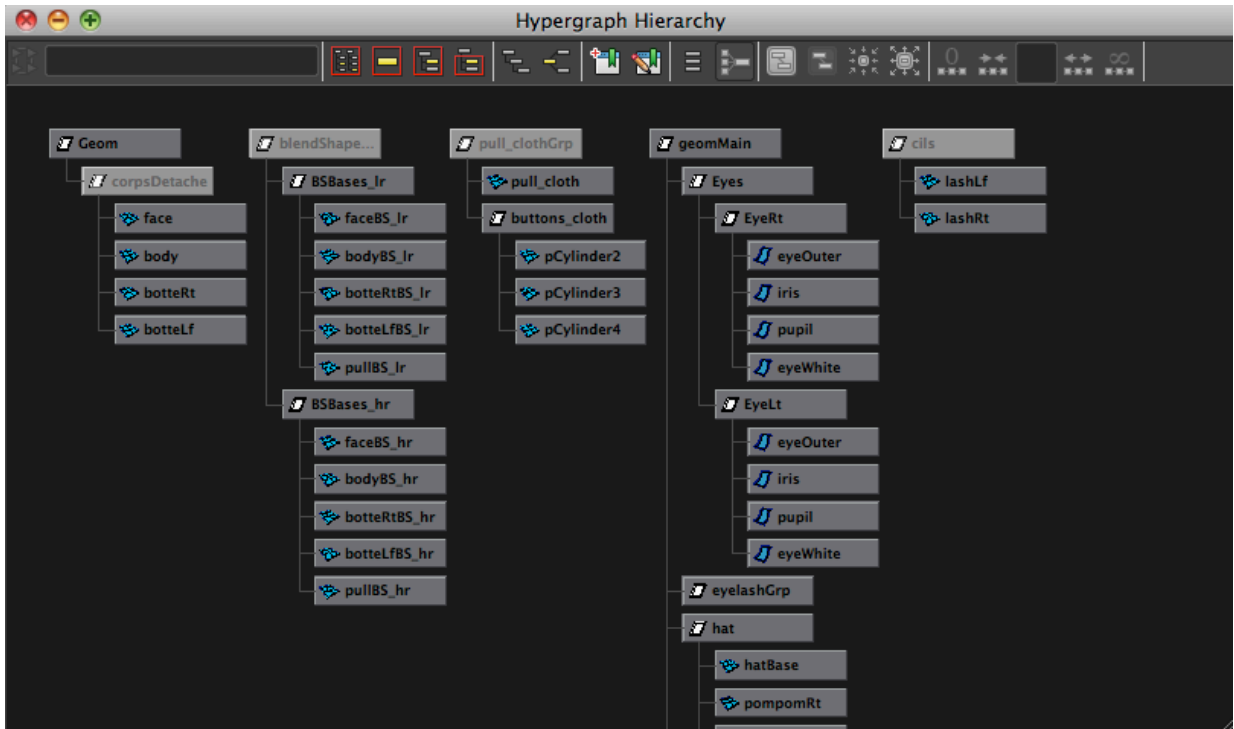 Hypergraph Hierarchy
0
∞
Geom
corpsDetache
face
body
botteRt
botteLf
blendShape...
BSBases_lr
faceBS_lr
bodyBS_lr
botteRtBS_lr
botteLfBS_lr
pullBS_lr
BSBases_hr
faceBS_hr
bodyBS_hr
botteRtBS_hr
botteLfBS_hr
pullBS_hr
pull_clothGrp
pull_cloth
buttons_cloth
pCylinder2
pCylinder3
pCylinder4
geomMain
Eyes
EyeRt
eyeOuter
iris
pupil
eyeWhite
EyeLt
eyeOuter
iris
pupil
eyeWhite
eyelashGrp
hat
hatBase
pompomRt
cils
lashLf
lashRt